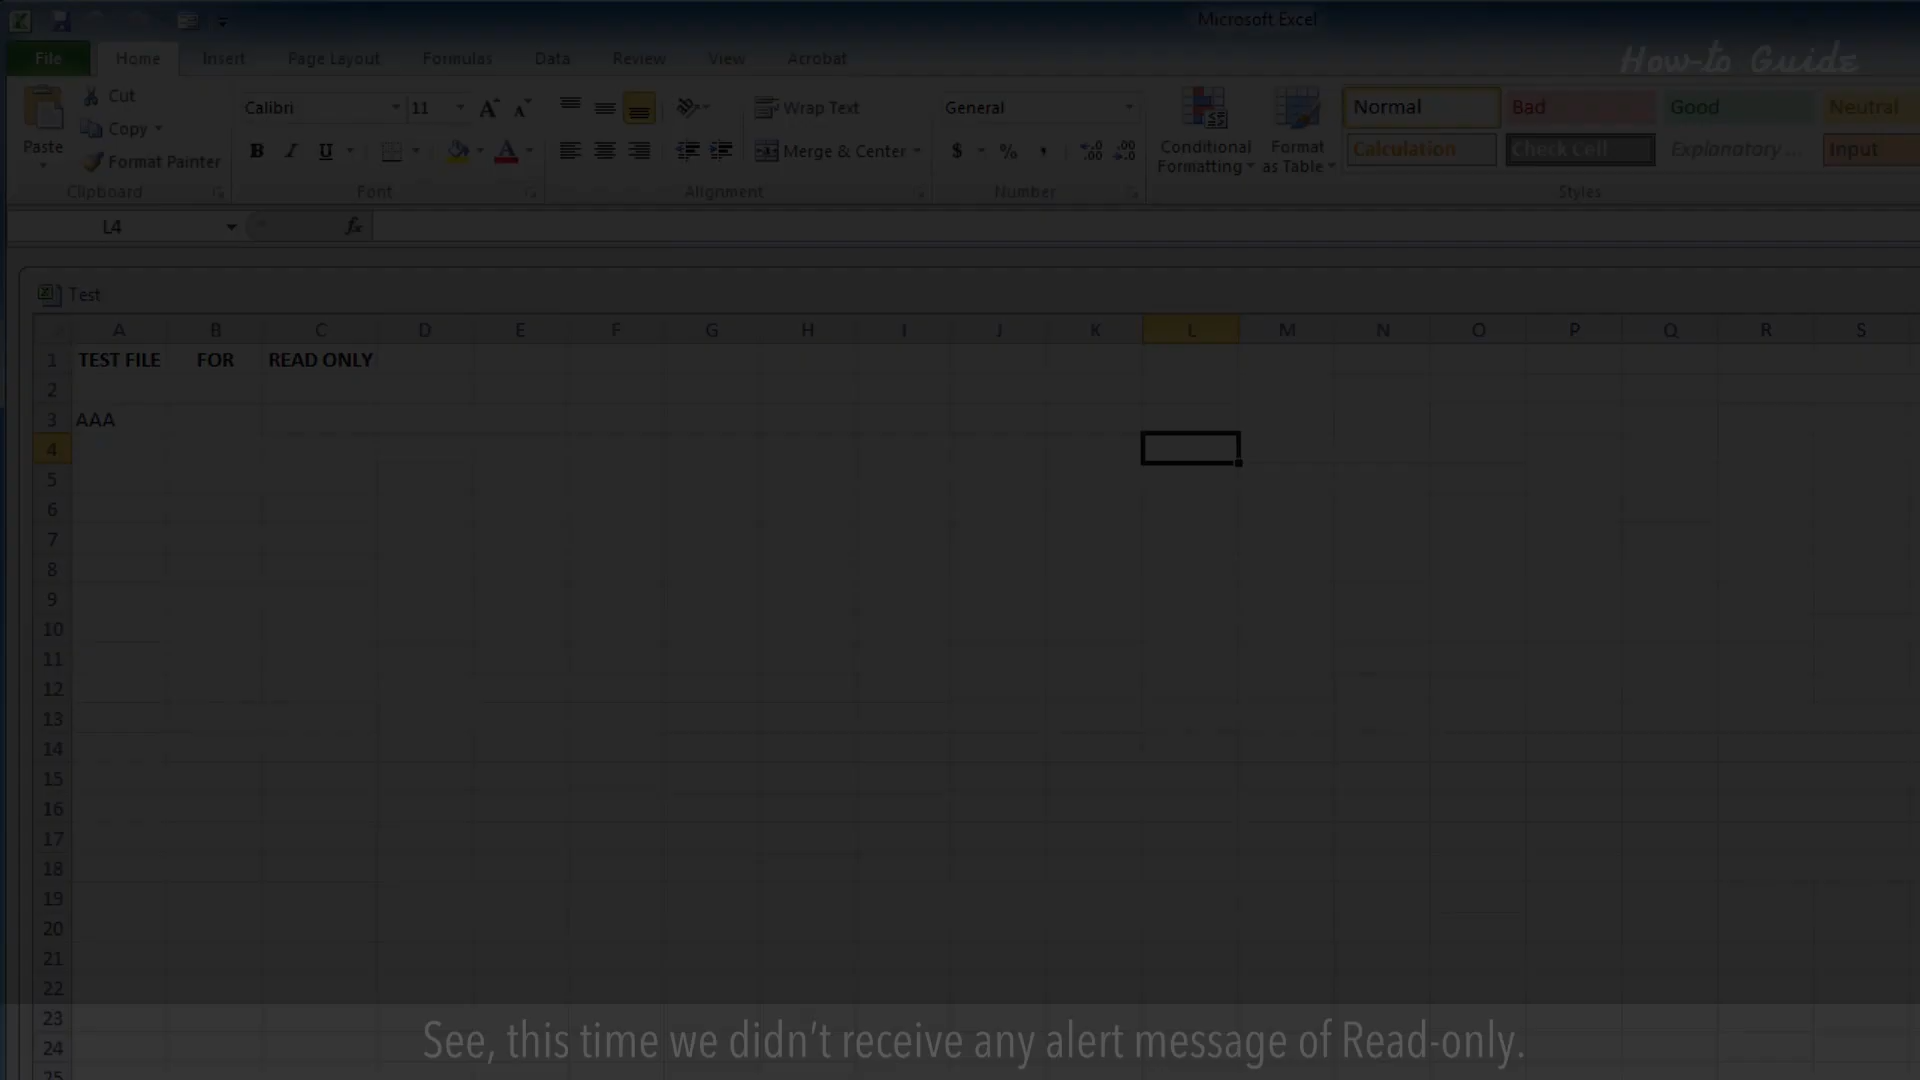 Microsoft Excel
File Home Insert Page Layout Formulas Data Review View Acrobat
How-to Guide
Cut
Calibri 11 Wrap Text General
Normal Bad Good Neutral
Copy
Paste
Format Painter
B I U Merge & Center $ % ,
Conditional Formatting
Format as Table
Calculation Check Cell Explanatory ... Input
Clipboard Font Alignment Number Styles
L4 fx
Test
A B C D E F G H I J K L M N O P Q R S
1 TEST FILE FOR READ ONLY
2
3 AAA
4
5
6
7
8
9
10
11
12
13
14
15
16
17
18
19
20
21
22
23
24
25
See, this time we didn't receive any alert message of Read-only.